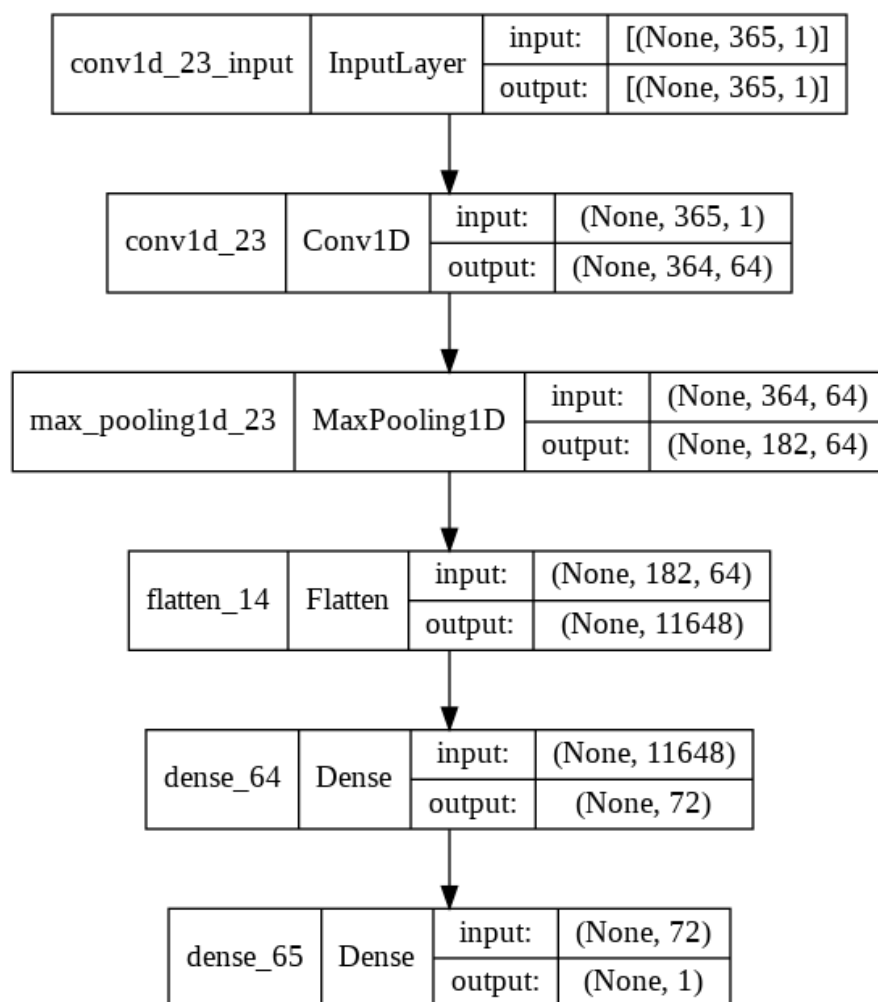 conv1d_23_input InputLayer input: [(None, 365, 1)]
output: [(None, 365, 1)]
conv1d_23 Conv1D input: (None, 365, 1)
output: (None, 364, 64)
max_pooling1d_23 MaxPooling1D input: (None, 364, 64)
output: (None, 182, 64)
flatten_14 Flatten input: (None, 182, 64)
output: (None, 11648)
dense_64 Dense input: (None, 11648)
output: (None, 72)
dense_65 Dense input: (None, 72)
output: (None, 1)